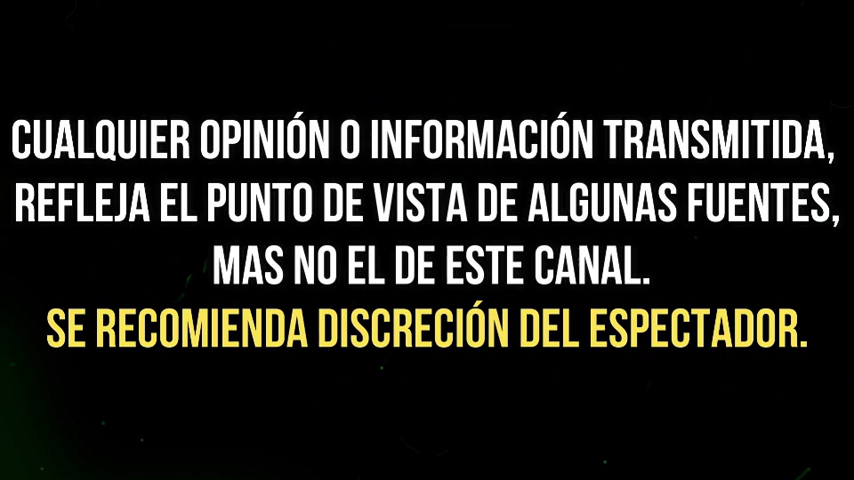 CUALQUIER OPINIÓN O INFORMACIÓN TRANSMITIDA,
REFLEJA EL PUNTO DE VISTA DE ALGUNAS FUENTES,
MAS NO EL DE ESTE CANAL.
SE RECOMIENDA DISCRECIÓN DEL ESPECTADOR.